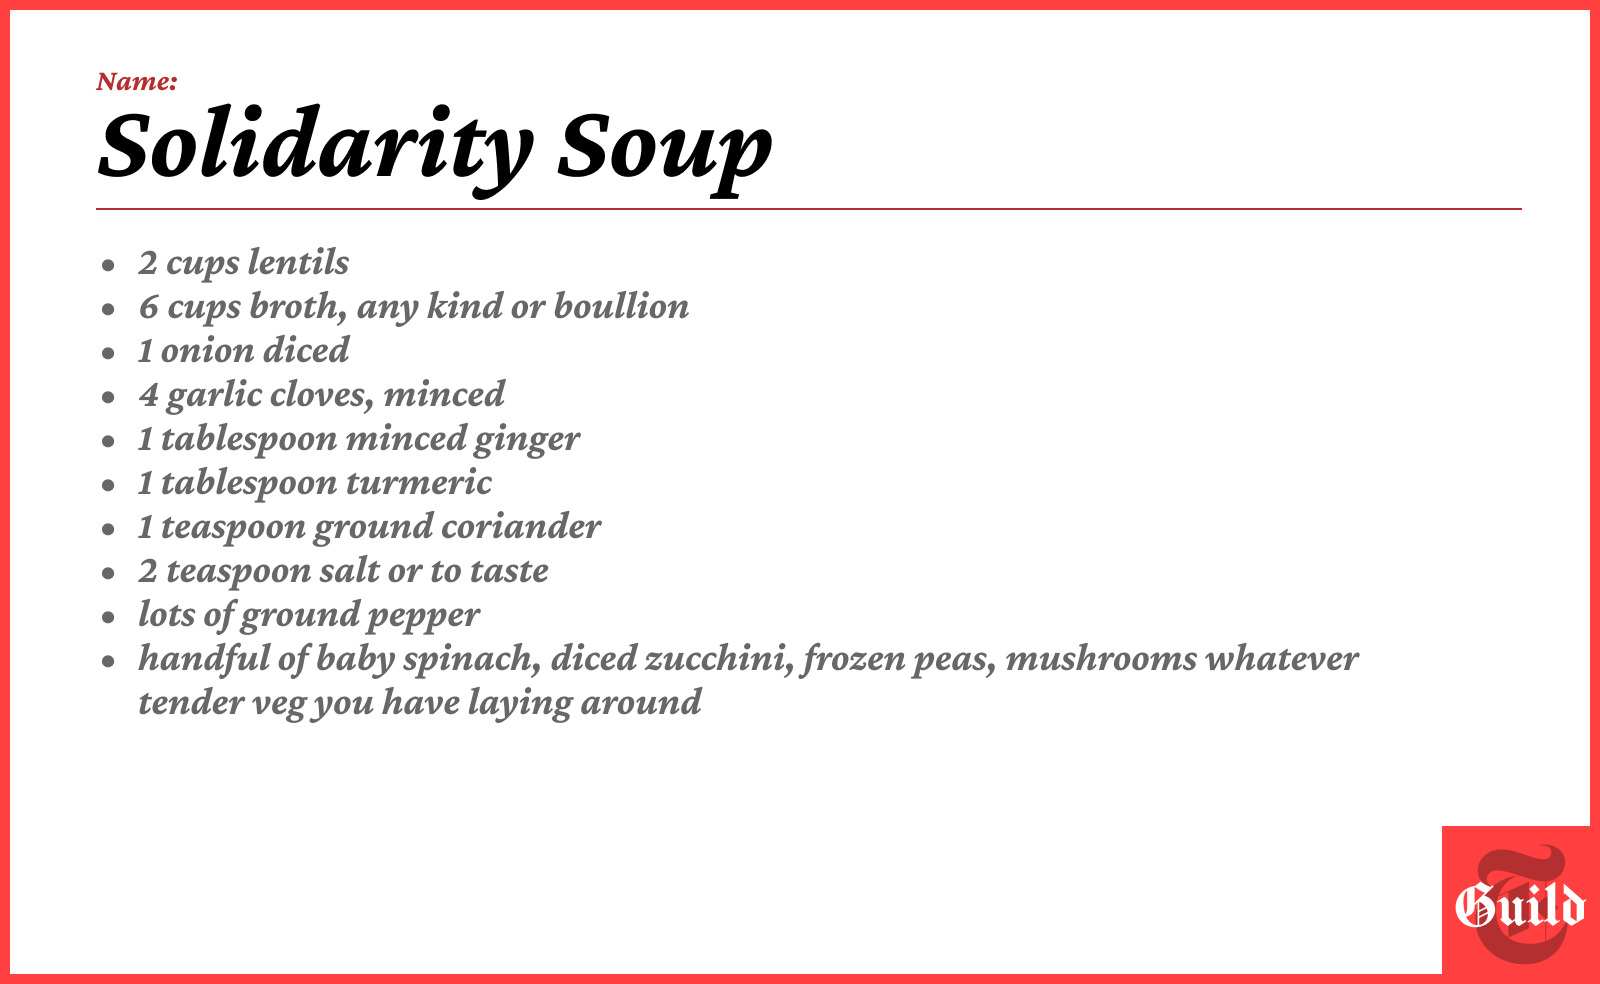 Name:
Solidarity Soup
• 2 cups lentils
• 6 cups broth, any kind or boullion
• 1 onion diced
• 4 garlic cloves, minced
• 1 tablespoon minced ginger
• 1 tablespoon turmeric
• 1 teaspoon ground coriander
• 2 teaspoon salt or to taste
• lots of ground pepper
• handful of baby spinach, diced zucchini, frozen peas, mushrooms whatever
tender veg you have laying around
T
Guild